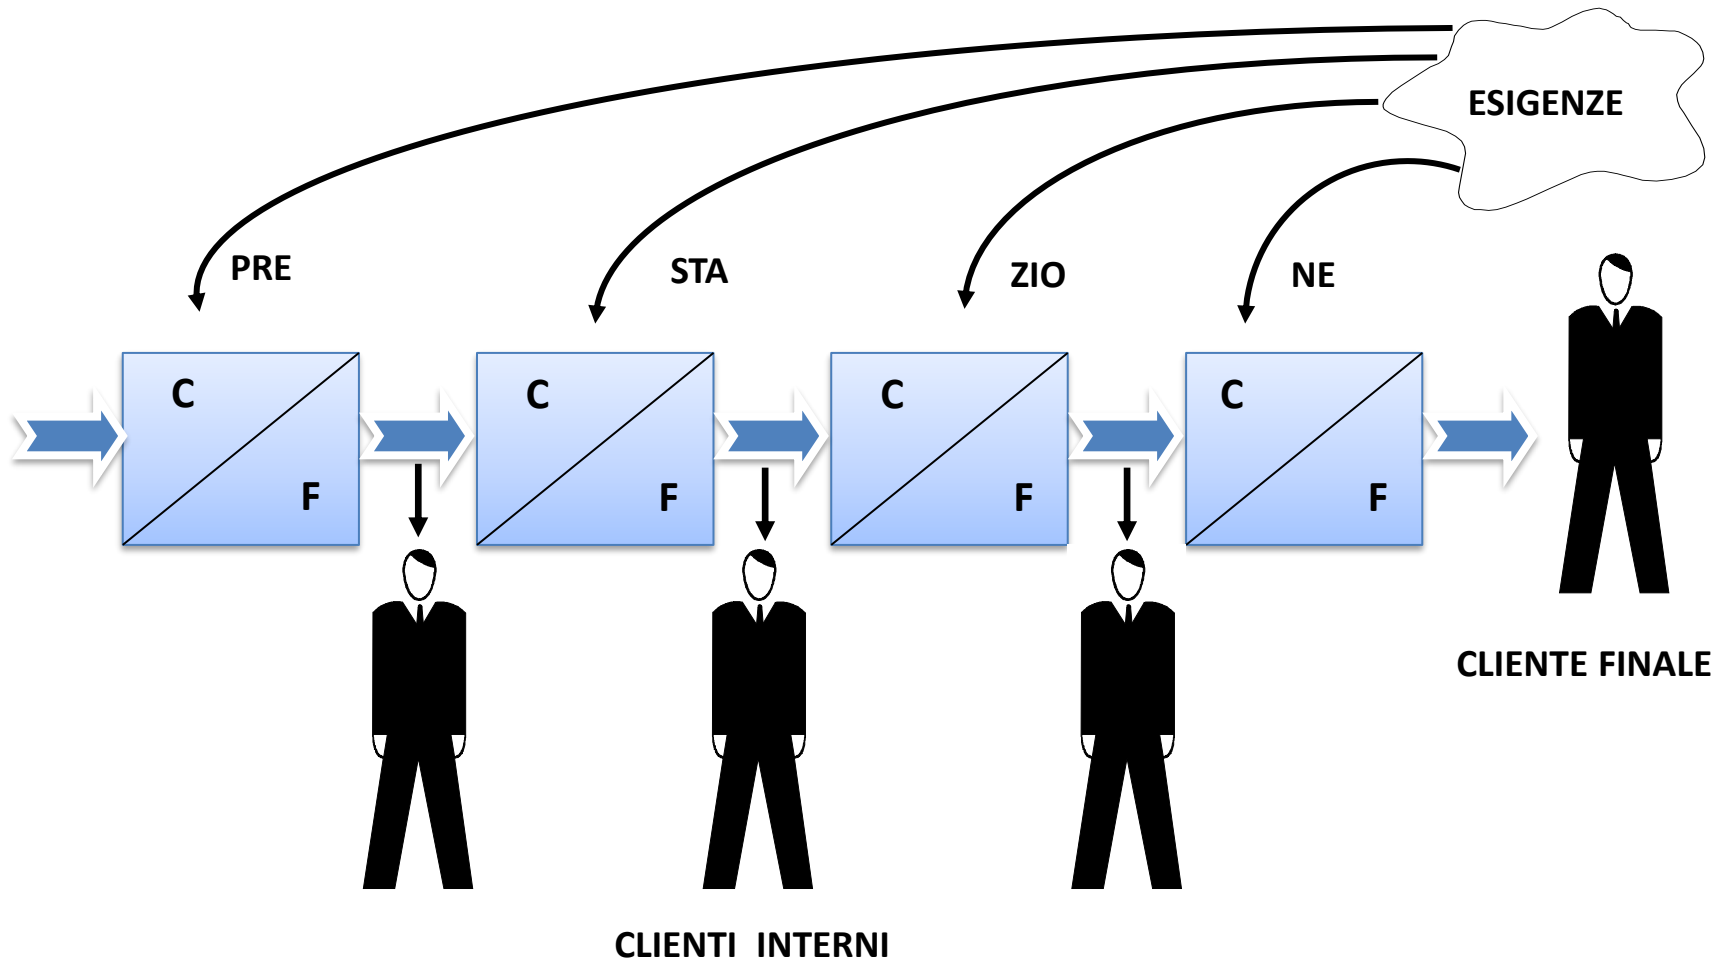 ESIGENZE
PRE
STA
ZIO
NE
C
F
C
F
C
F
C
F
CLIENTE FINALE
CLIENTI INTERNI